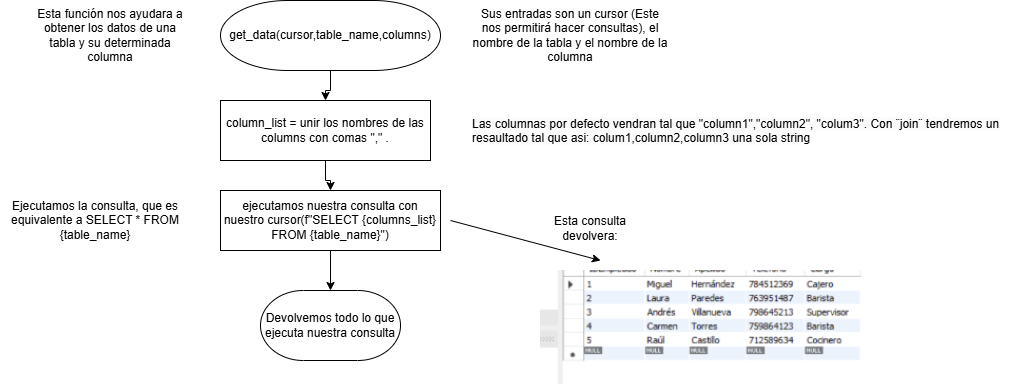 Esta función nos ayudara a
obtener los datos de una
tabla y su determinada
columna
get_data(cursor,table_name,columns)
Sus entradas son un cursor (Este
nos permitirá hacer consultas), el
nombre de la tabla y el nombre de la
columna
column_list = unir los nombres de las
columns con comas "," .
Las columnas por defecto vendran tal que "column1","column2", "colum3". Con ¨join¨ tendremos un
resaultado tal que asi: colum1,column2,column3 una sola string
Ejecutamos la consulta, que es
equivalente a SELECT * FROM
{table_name}
ejecutamos nuestra consulta con
nuestro cursor(f"SELECT {columns_list}
FROM {table_name}")
Esta consulta
devolvera:
1 Miguel Hernández 784512369 Cajero
2 Laura Paredes 763951487 Barista
3 Andrés Villanueva 798645213 Supervisor
4 Carmen Torres 759864123 Barista
5 Raúl Castillo 712589634 Cocinero
NULL NULL NULL NULL NULL
Devolvemos todo lo que
ejecuta nuestra consulta